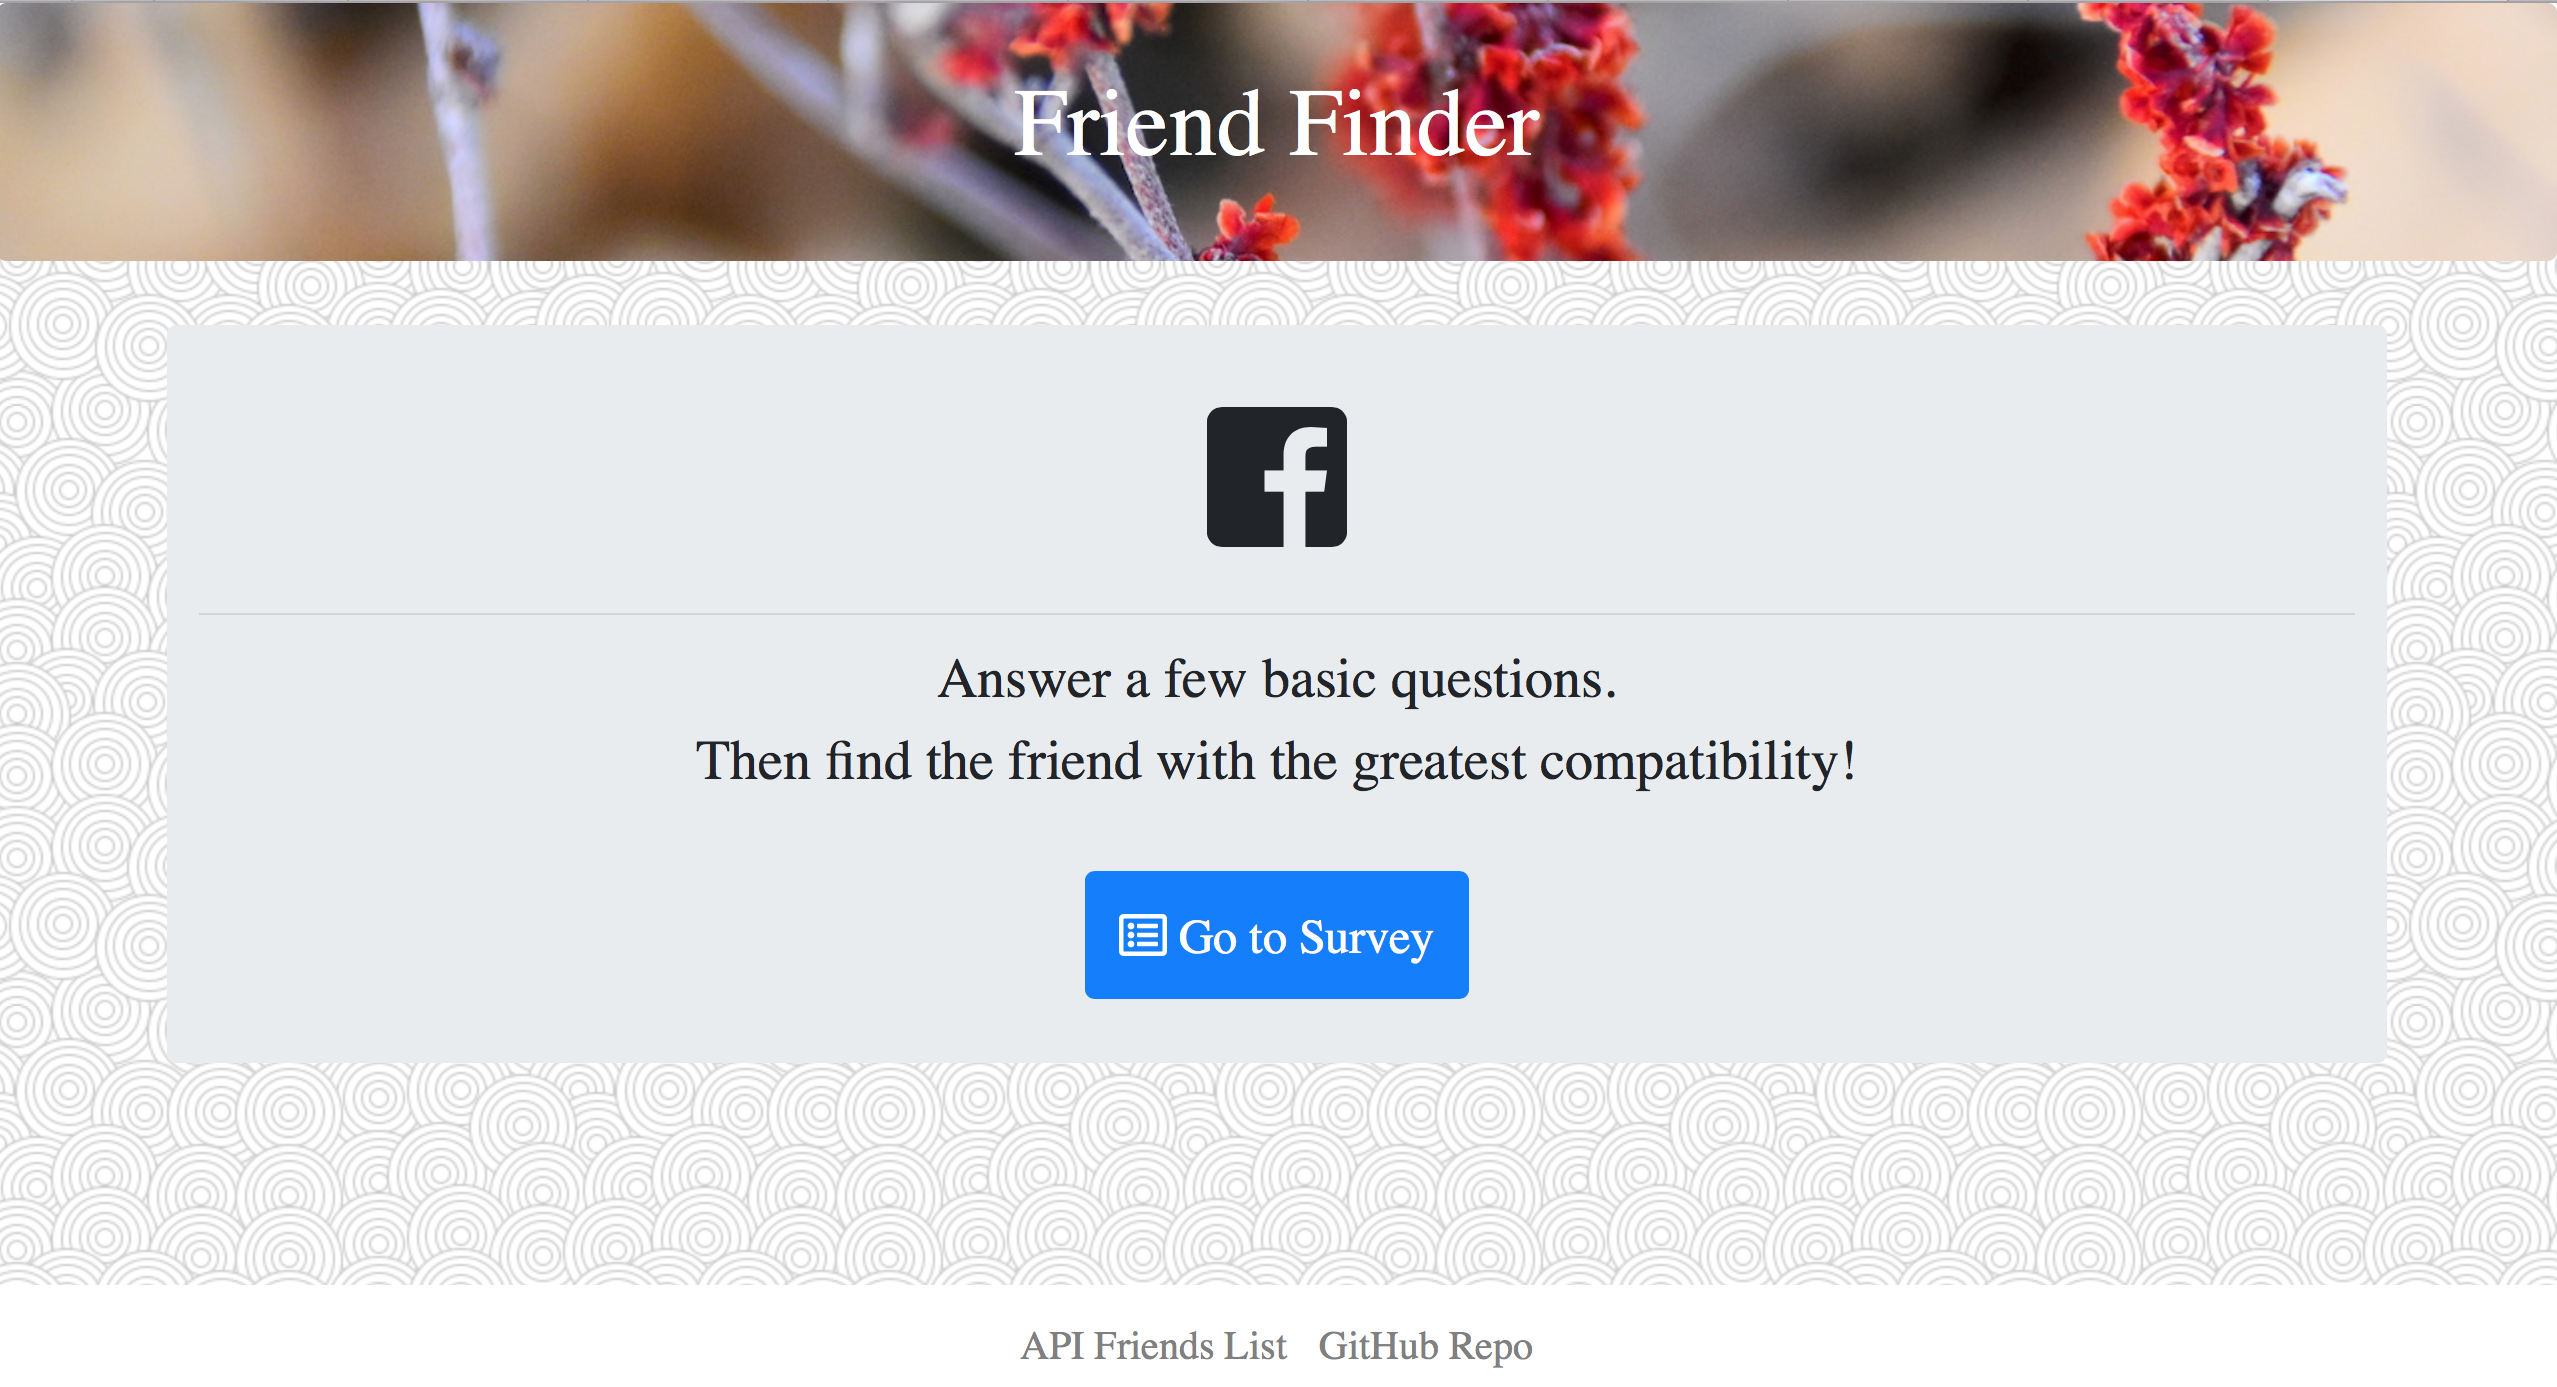 Friend Finder
Answer a few basic questions.
Then find the friend with the greatest compatibility!
Go to Survey
API Friends List GitHub Repo